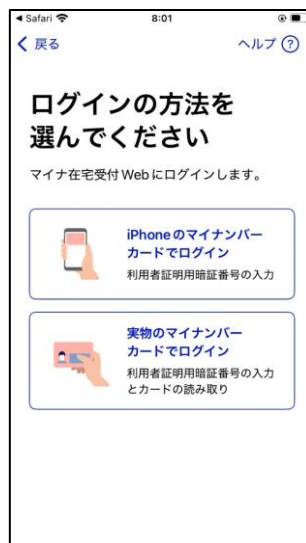 ◀ Safari 8:01
戻る ヘルプ ?
ログインの方法を
選んでください
マイナ在宅受付Webにログインします。
iPhoneのマイナンバー
カードでログイン
利用者証明用暗証番号の入力
実物のマイナンバー
カードでログイン
利用者証明用暗証番号の入力
とカードの読み取り